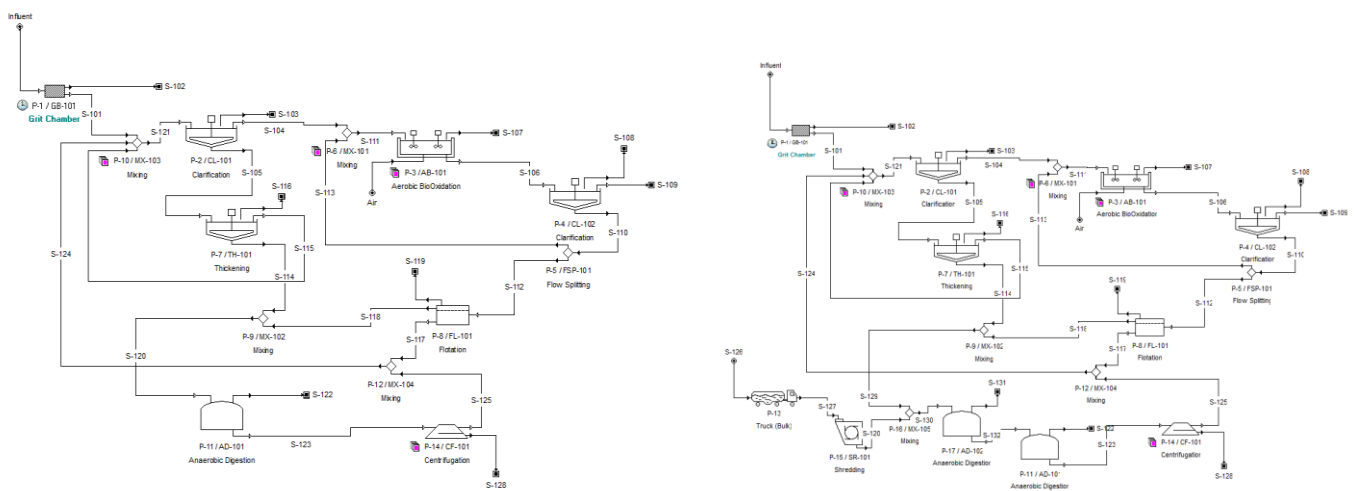 Influent
S-102
P-1 / GB-101
S-101
Grit Chamber
S-103
S-104
S-121
P-10 / MX-103
Mixing
P-2 / CL-101
Clarification
S-105
S-111
P-6 / MX-101
Mixing
S-107
P-3 / AB-101
Aerobic BioOxidation
S-106
Air
S-108
S-109
P-4 / CL-102
Clarification
S-110
S-113
S-116
S-115
S-124
P-7 / TH-101
Thickening
S-114
P-5 / FSP-101
Flow Splitting
S-119
S-112
S-118
P-8 / FL-101
Flotation
P-9 / MX-102
Mixing
S-117
S-120
P-12 / MX-104
Mixing
S-122
S-125
P-11 / AD-101
Anaerobic Digestion
S-123
P-14 / CF-101
Centrifugation
S-128
Influent
S-102
P-1 / GB-101
S-101
Grit Chamber
S-103
S-104
S-121
P-10 / MX-103
Mixing
P-2 / CL-101
Clarification
S-105
S-111
P-6 / MX-101
Mixing
S-107
P-3 / AB-101
Aerobic BioOxidation
S-106
Air
S-108
S-109
P-4 / CL-102
Clarification
S-110
S-113
S-116
S-115
S-124
P-7 / TH-101
Thickening
S-114
P-5 / FSP-101
Flow Splitting
S-119
S-112
S-118
P-8 / FL-101
Flotation
P-9 / MX-102
Mixing
S-117
S-126
P-12 / MX-104
Mixing
S-131
S-129
S-125
P-13
Truck (Bulk)
S-127
S-120
S-130
P-16 / MX-105
Mixing
P-15 / SR-101
Shredding
S-132
P-17 / AD-102
Anaerobic Digestion
S-122
S-123
P-11 / AD-101
Anaerobic Digestion
P-14 / CF-101
Centrifugation
S-128